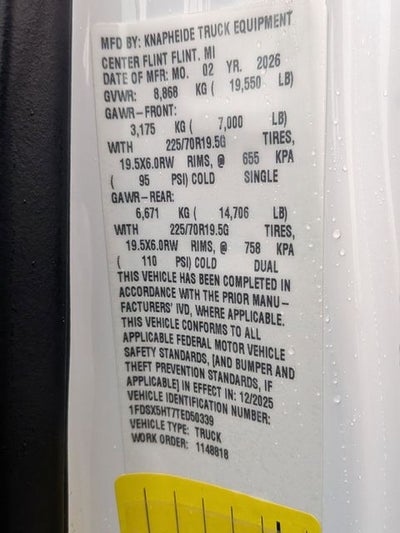 MFD BY: KNAPHEIDE TRUCK EQUIPMENT
CENTER FLINT FLINT. MI
DATE OF MFR: MO. 02 YR. 2026
GVWR: 8,868 KG ( 19,550 LB)
GAWR-FRONT:
3,175 KG ( 7,000 LB)
WITH 225/70R19.5G TIRES,
19.5X6.0RW RIMS, @ 655 KPA
( 95 PSI) COLD SINGLE
GAWR-REAR:
6,671 KG ( 14,706 LB)
WITH 225/70R19.5G TIRES,
19.5X6.0RW RIMS, @ 758 KPA
( 110 PSI) COLD DUAL
THIS VEHICLE HAS BEEN COMPLETED IN
ACCORDANCE WITH THE PRIOR MANU-
FACTURERS' IVD, WHERE APPLICABLE.
THIS VEHICLE CONFORMS TO ALL
APPLICABLE FEDERAL MOTOR VEHICLE
SAFETY STANDARDS, [AND BUMPER AND
THEFT PREVENTION STANDARDS, IF
APPLICABLE] IN EFFECT IN: 12/2025
VEHICLE IDENTIFICATION NUMBER:
1FDSX5HT7TED50339
VEHICLE TYPE: TRUCK
WORK ORDER: 1148818